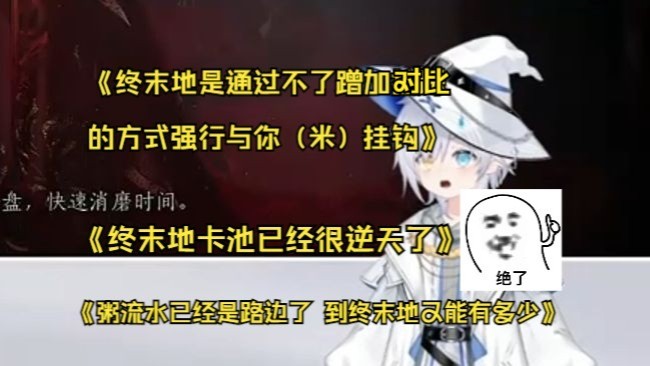 《终末地是通过不了蹭加对比
的方式强行与你（米）挂钩》
盘，快速消磨时间。
《终末地卡池已经很逆天了》
绝了
《粥流水已经是路边了 到终末地又能有多少》